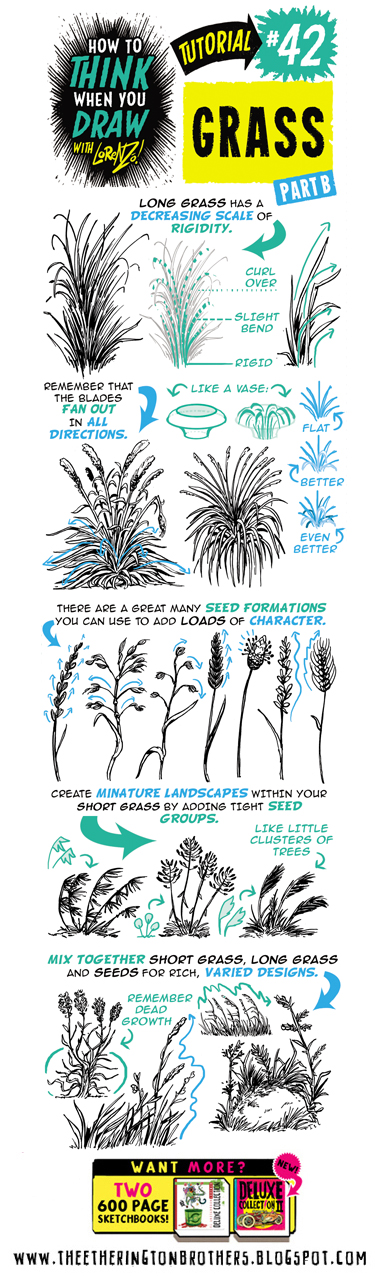 HOW TO
THINK
WHEN YOU
DRAW
WITH LORENZO!
TUTORIAL
#42
GRASS
PART B
LONG GRASS HAS A
DECREASING SCALE OF
RIGIDITY.
CURL
OVER
SLIGHT
BEND
RIGID
REMEMBER THAT
THE BLADES
FAN OUT
IN ALL
DIRECTIONS.
LIKE A VASE:
FLAT
BETTER
EVEN
BETTER
THERE ARE A GREAT MANY SEED FORMATIONS
YOU CAN USE TO ADD LOADS OF CHARACTER.
CREATE MINATURE LANDSCAPES WITHIN YOUR
SHORT GRASS BY ADDING TIGHT SEED
GROUPS.
LIKE LITTLE
CLUSTERS OF
TREES
MIX TOGETHER SHORT GRASS, LONG GRASS
AND SEEDS FOR RICH, VARIED DESIGNS.
REMEMBER
DEAD
GROWTH
WANT MORE?
NEW!
TWO
600 PAGE
SKETCHBOOKS!
DELUXE COLLECTION
DELUXE
COLLECTION II
WWW.THEETHERINGTONBROTHERS.BLOGSPOT.COM